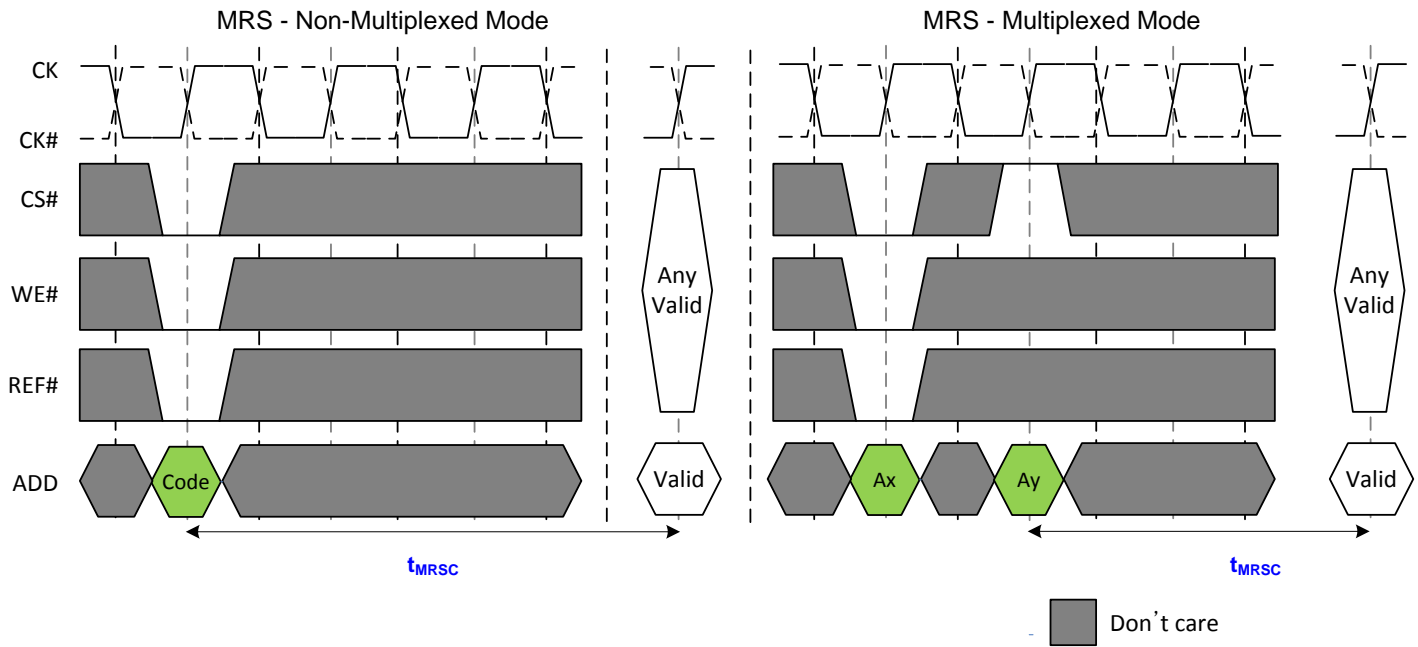 MRS - Non-Multiplexed Mode
MRS - Multiplexed Mode
CK
CK#
CS#
WE#
REF#
ADD
Any
Valid
Any
Valid
Code
Valid
Ax
Ay
Valid
tMRSC
tMRSC
Don't care